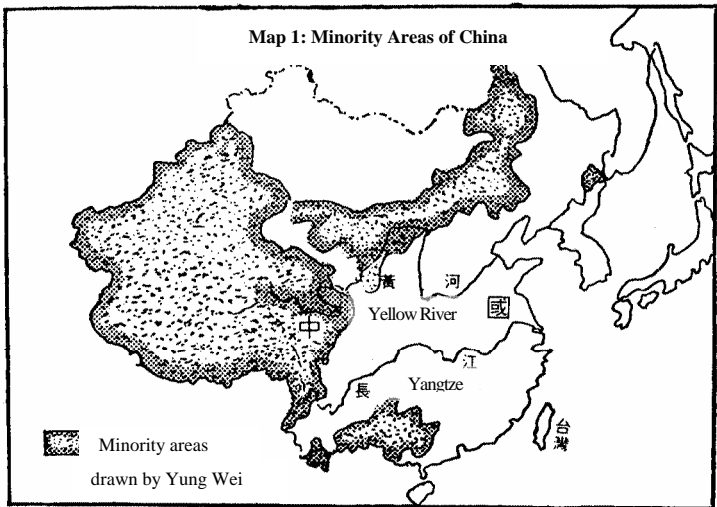 Map 1: Minority Areas of China
黃
河
Yellow River
國
中
江
長
Yangtze
台
灣
Minority areas
drawn by Yung Wei